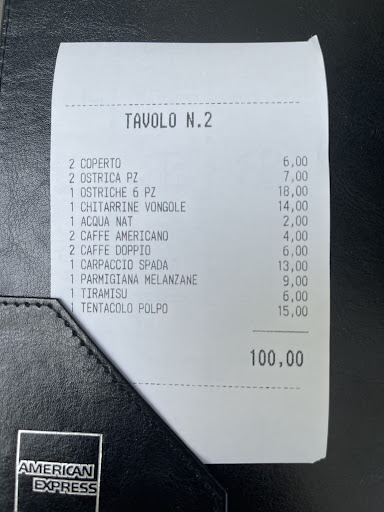 TAVOLO N.2
2 COPERTO 6,00
2 OSTRICA PZ 7,00
1 OSTRICHE 6 PZ 18,00
1 CHITARRINE VONGOLE 14,00
1 ACQUA NAT 2,00
2 CAFFE AMERICANO 4,00
2 CAFFE DOPPIO 6,00
1 CARPACCIO SPADA 13,00
1 PARMIGIANA MELANZANE 9,00
1 TIRAMISU 6,00
1 TENTACOLO POLPO 15,00
100,00
AMERICAN
EXPRESS